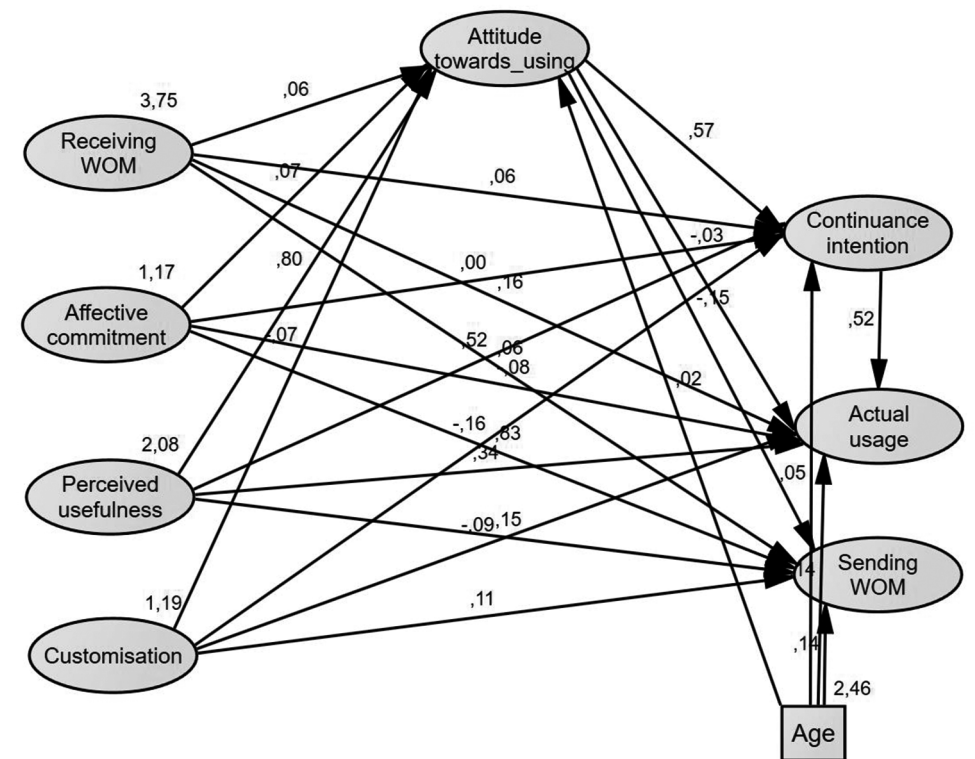 Attitude
towards_using
,06
3,75
,57
Receiving
WOM
,07
,06
Continuance
intention
-,03
,80
,00
1,17
,16
-,15
Affective
commitment
,52
-,07
,52
,06
-,08
,02
Actual
usage
-,16
,83
2,08
,34
,05
Perceived
usefulness
-,09
,15
Sending
WOM
,14
1,19
,11
,14
Customisation
2,46
Age